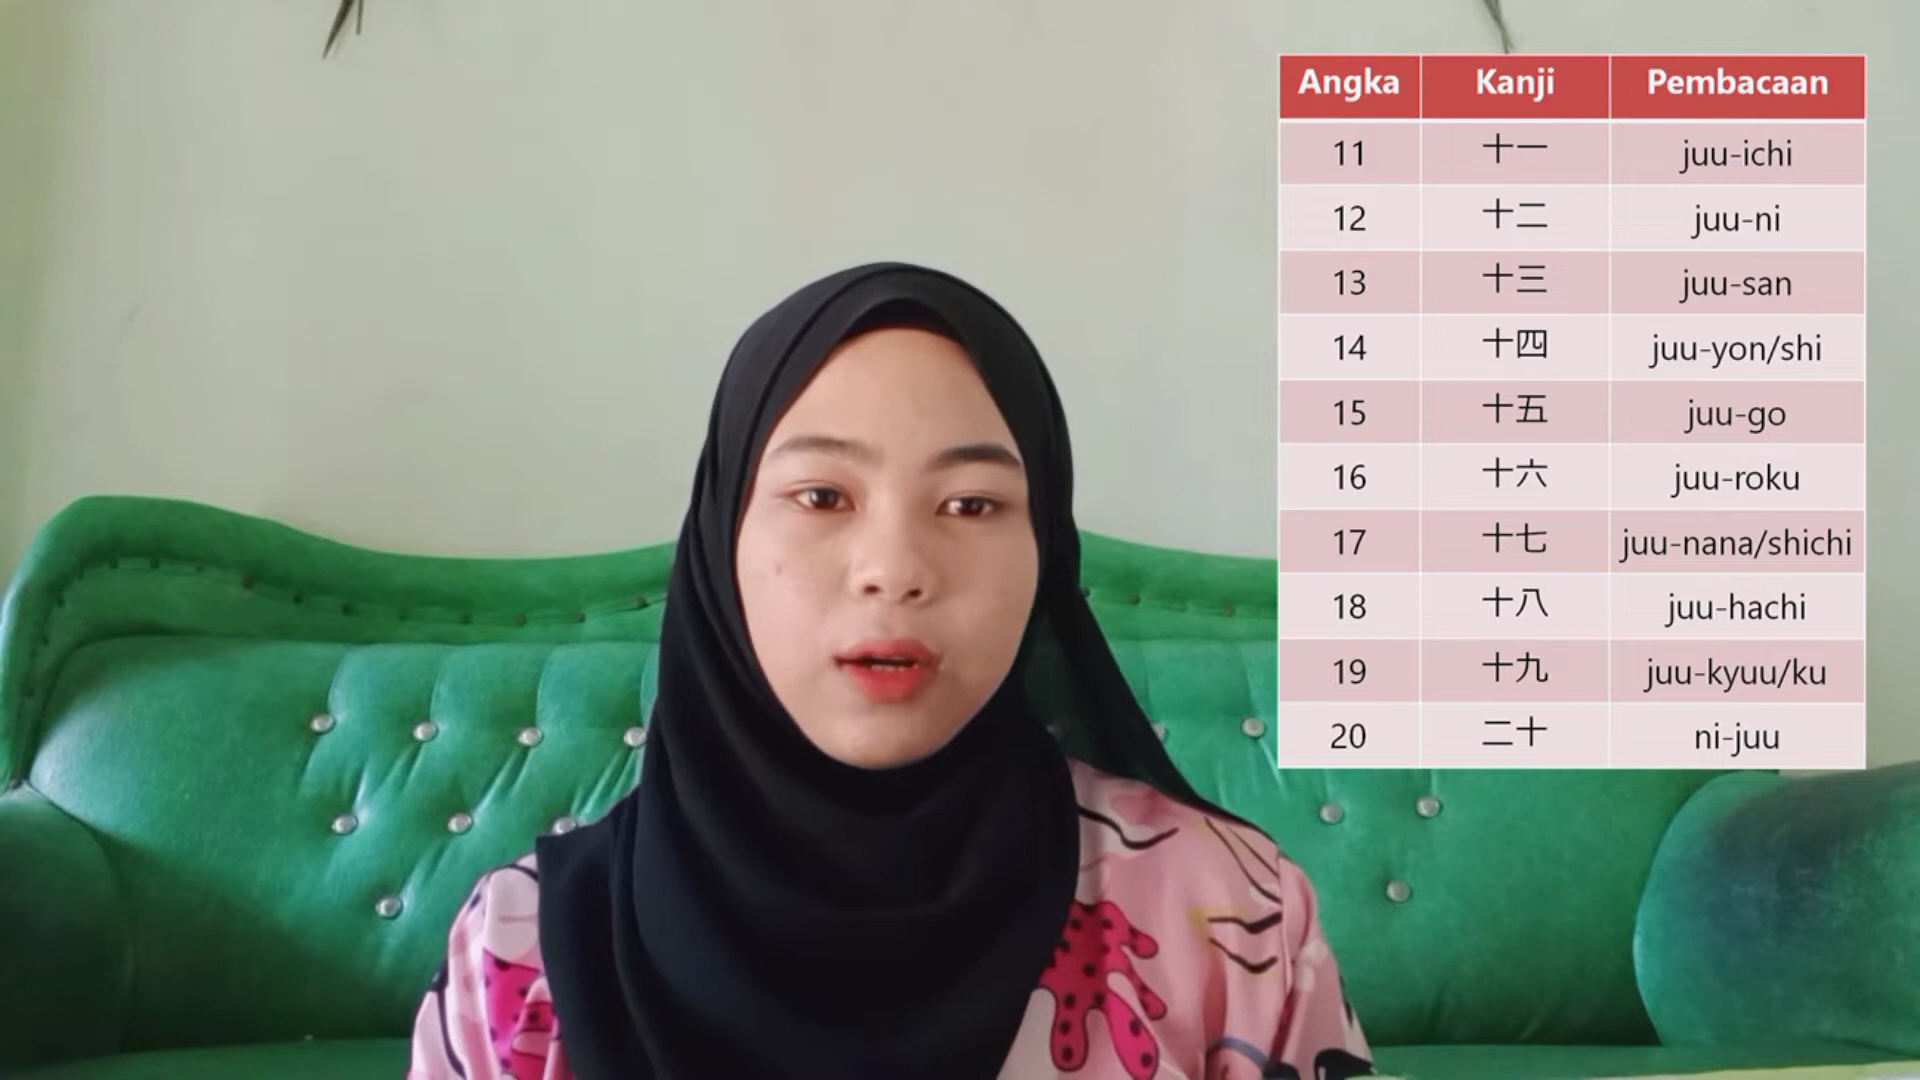 Angka Kanji Pembacaan
11 十一 juu-ichi
12 十二 juu-ni
13 十三 juu-san
14 十四 juu-yon/shi
15 十五 juu-go
16 十六 juu-roku
17 十七 juu-nana/shichi
18 十八 juu-hachi
19 十九 juu-kyuu/ku
20 二十 ni-juu